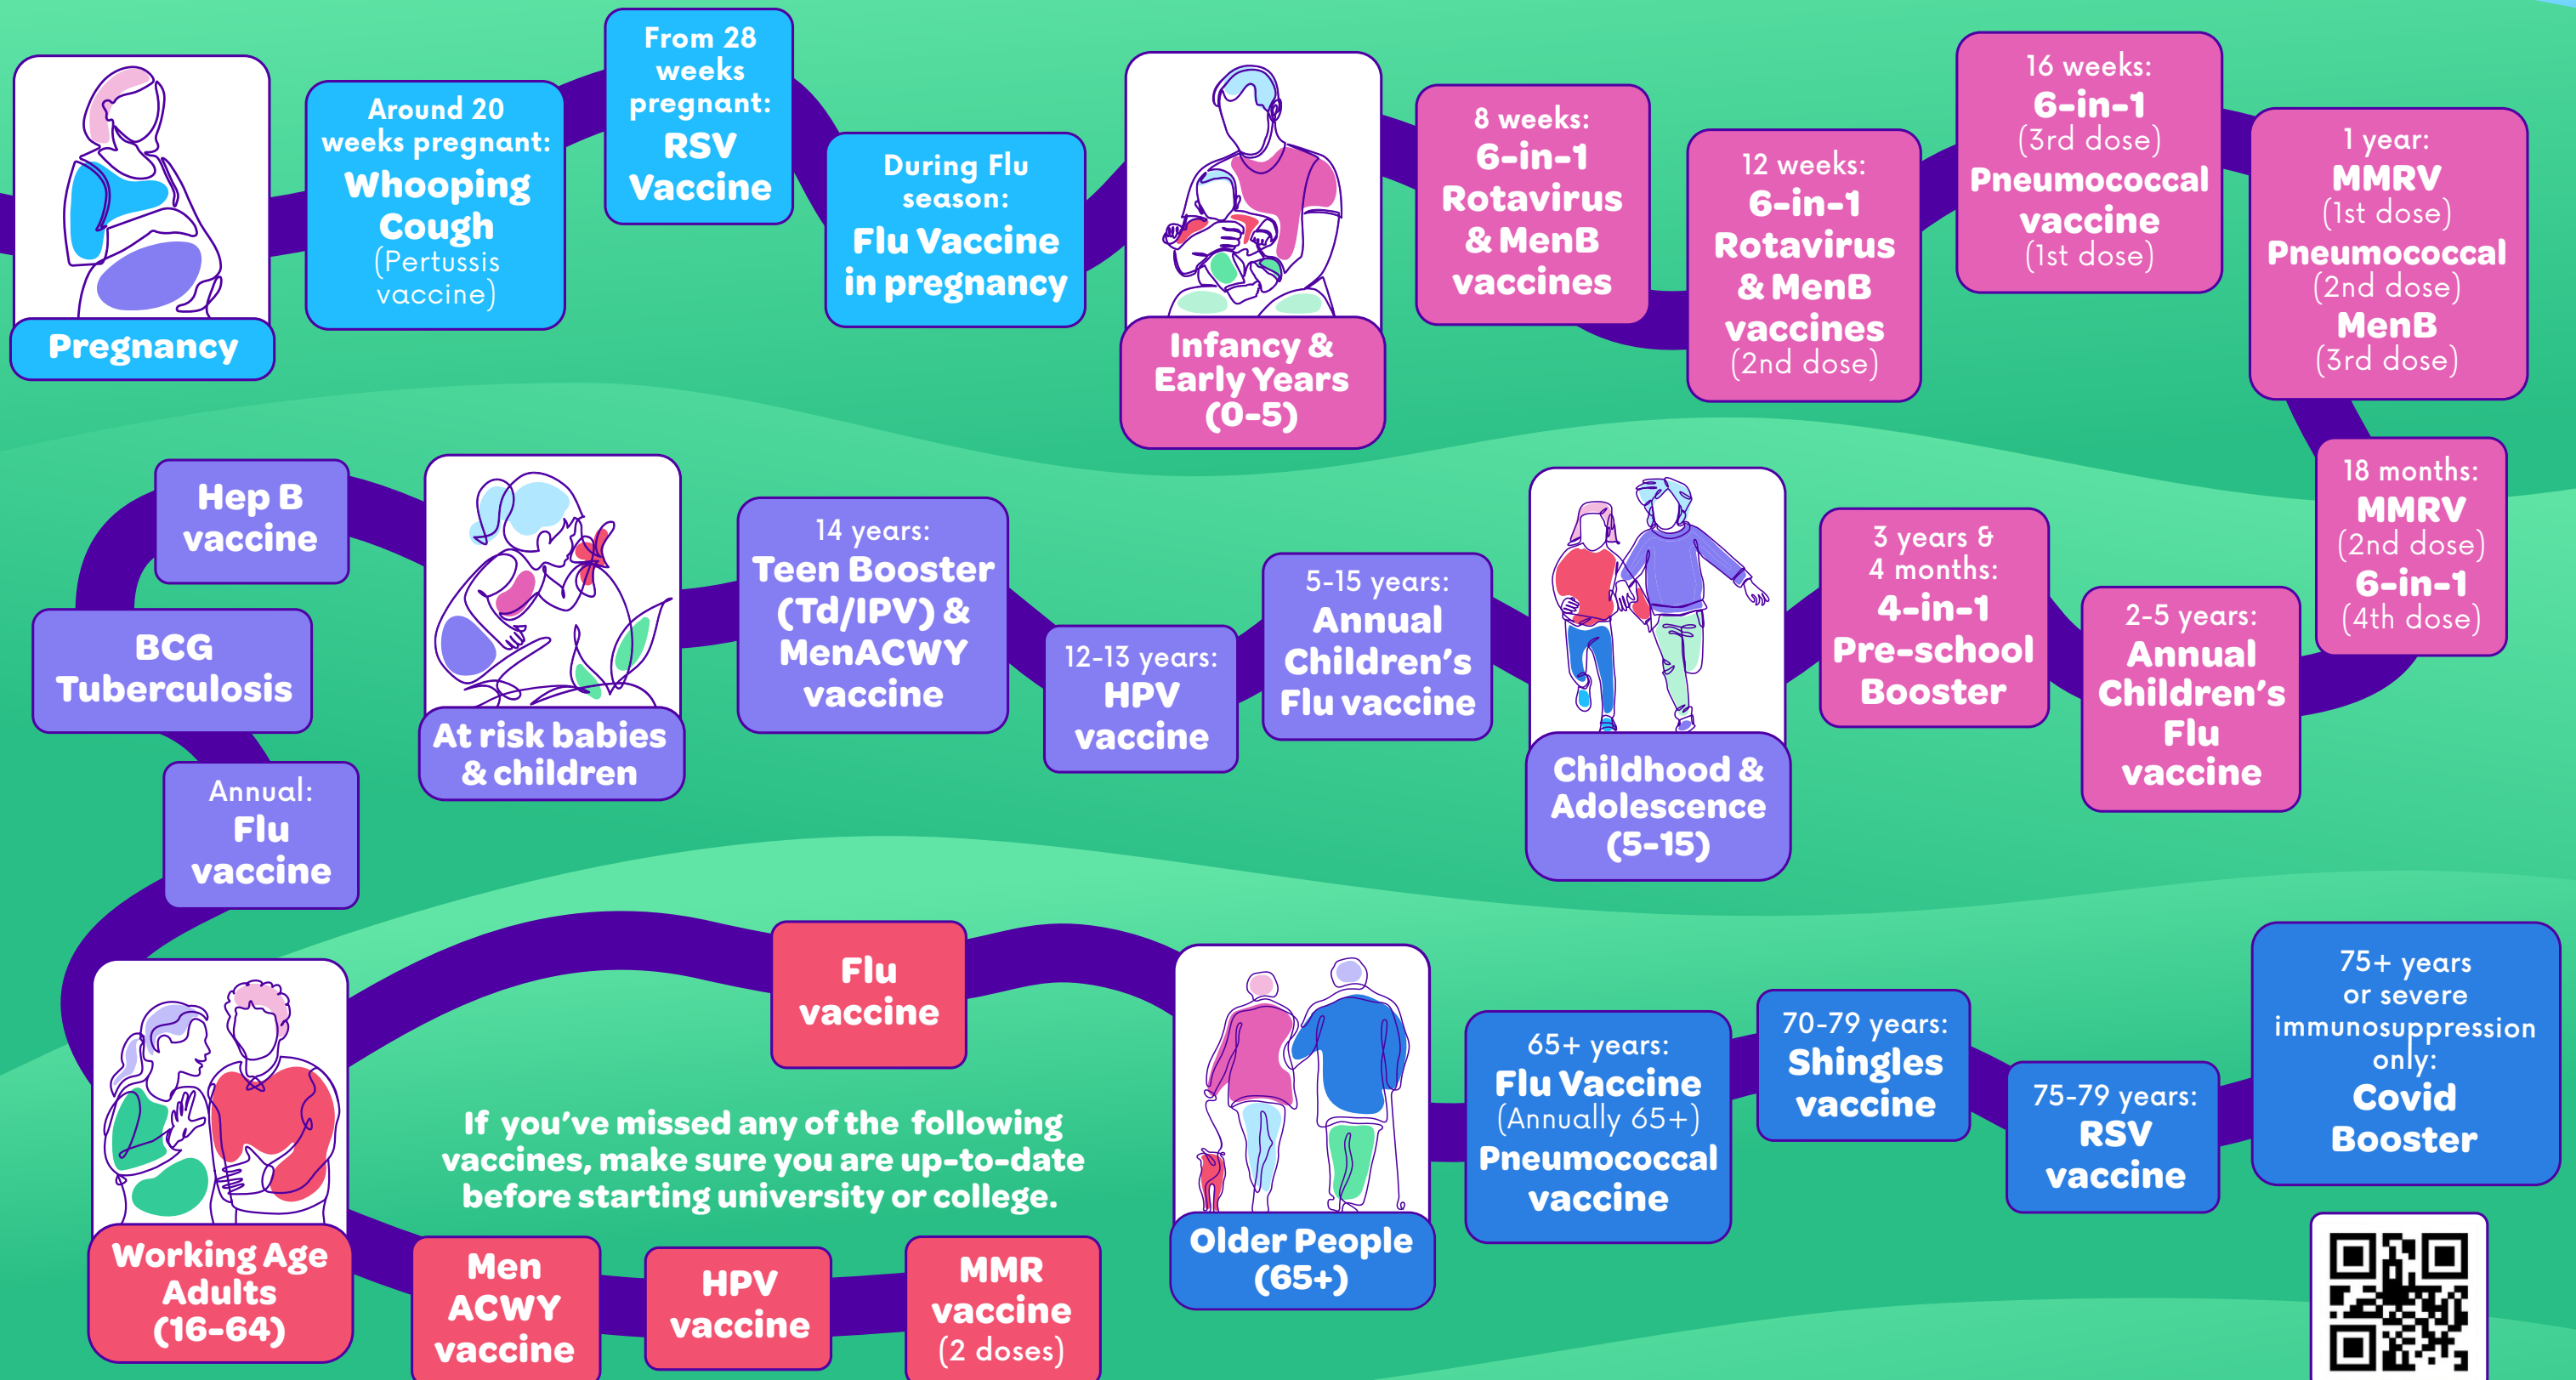 Pregnancy
Around 20
weeks pregnant:
Whooping
Cough
(Pertussis
vaccine)
From 28
weeks
pregnant:
RSV
Vaccine
During Flu
season:
Flu Vaccine
in pregnancy
Infancy &
Early Years
(0-5)
8 weeks:
6-in-1
Rotavirus
& MenB
vaccines
12 weeks:
6-in-1
Rotavirus
& MenB
vaccines
(2nd dose)
16 weeks:
6-in-1
(3rd dose)
Pneumococcal
vaccine
(1st dose)
1 year:
MMRV
(1st dose)
Pneumococcal
(2nd dose)
MenB
(3rd dose)
18 months:
MMRV
(2nd dose)
6-in-1
(4th dose)
2-5 years:
Annual
Children's
Flu
vaccine
3 years &
4 months:
4-in-1
Pre-school
Booster
Childhood &
Adolescence
(5-15)
5-15 years:
Annual
Children's
Flu vaccine
12-13 years:
HPV
vaccine
14 years:
Teen Booster
(Td/IPV) &
MenACWY
vaccine
At risk babies
& children
Hep B
vaccine
BCG
Tuberculosis
Annual:
Flu
vaccine
Working Age
Adults
(16-64)
Flu
vaccine
If you've missed any of the following
vaccines, make sure you are up-to-date
before starting university or college.
Men
ACWY
vaccine
HPV
vaccine
MMR
vaccine
(2 doses)
Older People
(65+)
65+ years:
Flu Vaccine
(Annually 65+)
Pneumococcal
vaccine
70-79 years:
Shingles
vaccine
75-79 years:
RSV
vaccine
75+ years
or severe
immunosuppression
only:
Covid
Booster